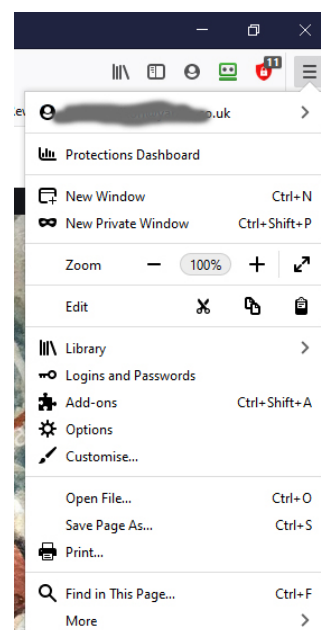 11
ev
o.uk
Protections Dashboard
New Window Ctrl+N
New Private Window Ctrl+Shift+P
Zoom 100%
Edit
Library
Logins and Passwords
Add-ons Ctrl+Shift+A
Options
Customise...
Open File... Ctrl+O
Save Page As... Ctrl+S
Print...
Find in This Page... Ctrl+F
More